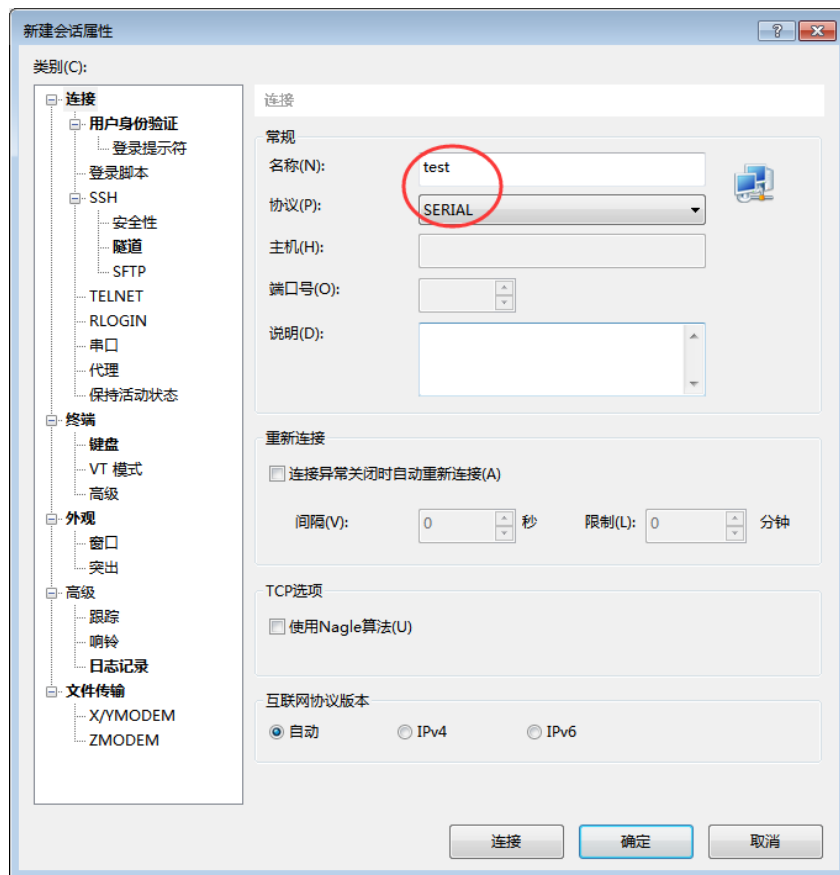 新建会话属性
类别(C):
连接
用户身份验证
登录提示符
登录脚本
SSH
安全性
隧道
SFTP
TELNET
RLOGIN
串口
代理
保持活动状态
终端
键盘
VT 模式
高级
外观
窗口
突出
高级
跟踪
响铃
日志记录
文件传输
X/YMODEM
ZMODEM
连接
常规
名称(N): test
协议(P): SERIAL
主机(H):
端口号(O):
说明(D):
重新连接
连接异常关闭时自动重新连接(A)
间隔(V): 0 秒 限制(L): 0 分钟
TCP选项
使用Nagle算法(U)
互联网协议版本
自动 IPv4 IPv6
连接 确定 取消